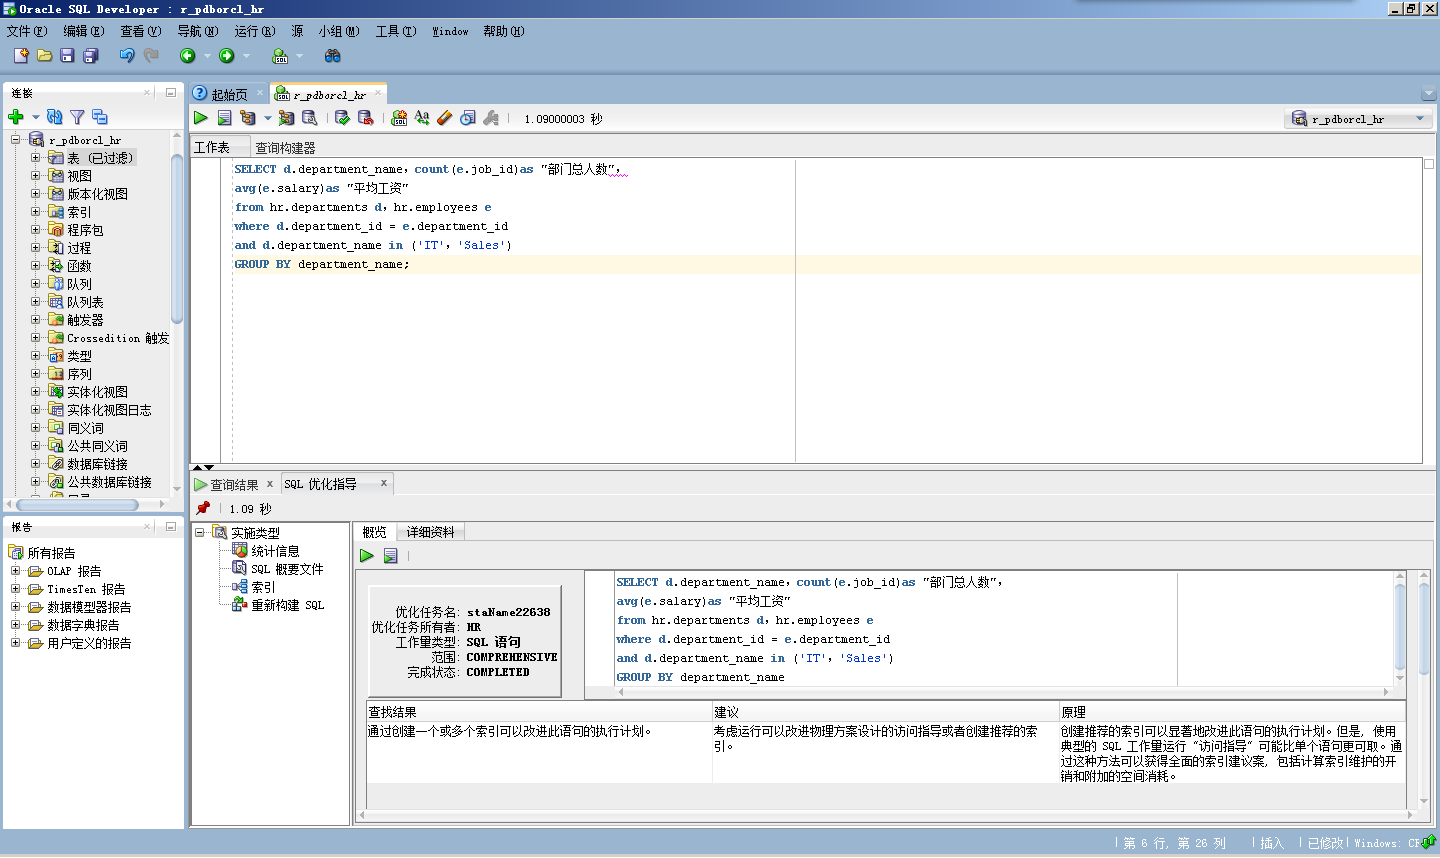 Oracle SQL Developer : r_pdborcl_hr
文件(F) 编辑(E) 查看(V) 导航(N) 运行(R) 源 小组(M) 工具(T) Window 帮助(H)
连接
起始页
r_pdborcl_hr
1.09000003 秒
r_pdborcl_hr
工作表
查询构建器
r_pdborcl_hr
表 (已过滤)
视图
版本化视图
索引
程序包
过程
函数
队列
队列表
触发器
Crossedition 触发
类型
序列
实体化视图
实体化视图日志
同义词
公共同义词
数据库链接
公共数据库链接
SELECT d.department_name，count(e.job_id)as "部门总人数"，
avg(e.salary)as "平均工资"
from hr.departments d，hr.employees e
where d.department_id = e.department_id
and d.department_name in ('IT'，'Sales')
GROUP BY department_name;
查询结果 x
SQL 优化指导 x
1.09 秒
报告
所有报告
OLAP 报告
TimesTen 报告
数据模型器报告
数据字典报告
用户定义的报告
实施类型
统计信息
SQL 概要文件
索引
重新构建 SQL
概览
详细资料
优化任务名: staName22638
优化任务所有者: HR
工作量类型: SQL 语句
范围: COMPREHENSIVE
完成状态: COMPLETED
SELECT d.department_name，count(e.job_id)as "部门总人数"，
avg(e.salary)as "平均工资"
from hr.departments d，hr.employees e
where d.department_id = e.department_id
and d.department_name in ('IT'，'Sales')
GROUP BY department_name
查找结果 建议 原理
通过创建一个或多个索引可以改进此语句的执行计划。
考虑运行可以改进物理方案设计的访问指导或者创建推荐的索
引。
创建推荐的索引可以显著地改进此语句的执行计划。但是, 使用
典型的 SQL 工作量运行 "访问指导" 可能比单个语句更可取。通
过这种方法可以获得全面的索引建议案, 包括计算索引维护的开
销和附加的空间消耗。
第 6 行, 第 26 列 插入 已修改 Windows: CR